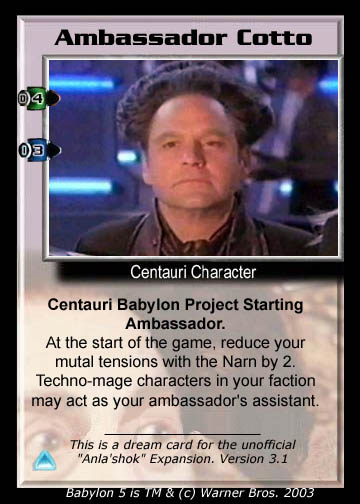 Ambassador Cotto
4
3
Centauri Character
Centauri Babylon Project Starting
Ambassador.
At the start of the game, reduce your
mutal tensions with the Narn by 2.
Techno-mage characters in your faction
may act as your ambassador's assistant.
This is a dream card for the unofficial
"Anla'shok" Expansion. Version 3.1
Babylon 5 is TM & (c) Warner Bros. 2003